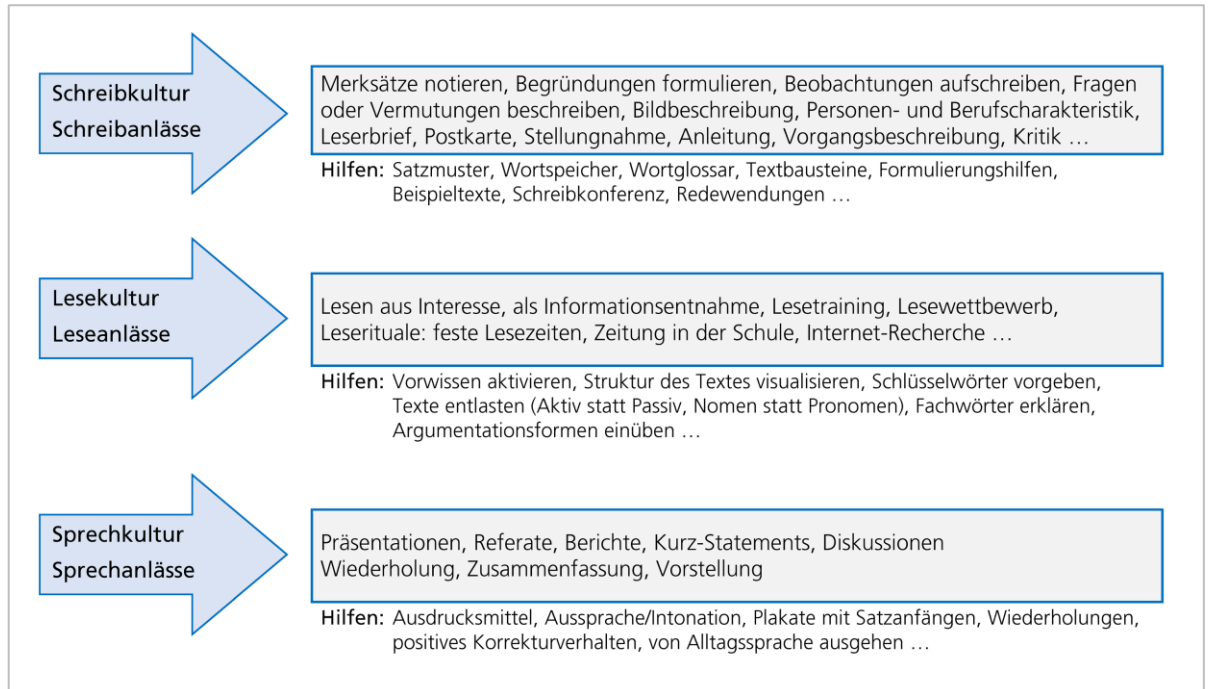 Schreibkultur
Schreibanlässe
Merksätze notieren, Begründungen formulieren, Beobachtungen aufschreiben, Fragen
oder Vermutungen beschreiben, Bildbeschreibung, Personen- und Berufscharakteristik,
Leserbrief, Postkarte, Stellungnahme, Anleitung, Vorgangsbeschreibung, Kritik …
Hilfen: Satzmuster, Wortspeicher, Wortglossar, Textbausteine, Formulierungshilfen,
Beispieltexte, Schreibkonferenz, Redewendungen …
Lesekultur
Leseanlässe
Lesen aus Interesse, als Informationsentnahme, Lesetraining, Lesewettbewerb,
Leserituale: feste Lesezeiten, Zeitung in der Schule, Internet-Recherche …
Hilfen: Vorwissen aktivieren, Struktur des Textes visualisieren, Schlüsselwörter vorgeben,
Texte entlasten (Aktiv statt Passiv, Nomen statt Pronomen), Fachwörter erklären,
Argumentationsformen einüben …
Sprechkultur
Sprechanlässe
Präsentationen, Referate, Berichte, Kurz-Statements, Diskussionen
Wiederholung, Zusammenfassung, Vorstellung
Hilfen: Ausdrucksmittel, Aussprache/Intonation, Plakate mit Satzanfängen, Wiederholungen,
positives Korrekturverhalten, von Alltagssprache ausgehen …